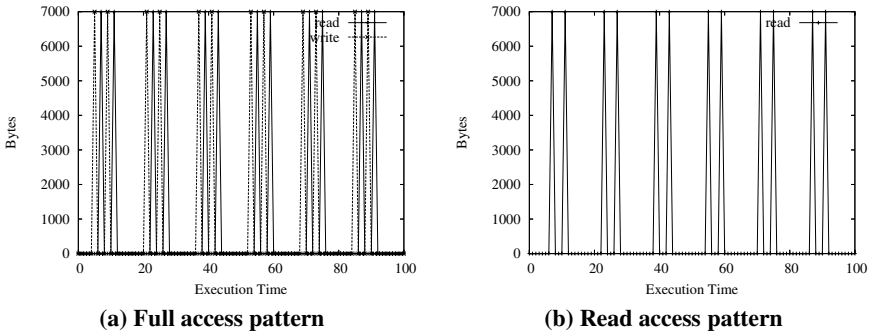 7000
6000
5000
4000
3000
2000
1000
0
Bytes
0 20 40 60 80 100
Execution Time
read
write
(a) Full access pattern
7000
6000
5000
4000
3000
2000
1000
0
Bytes
0 20 40 60 80 100
Execution Time
read
(b) Read access pattern